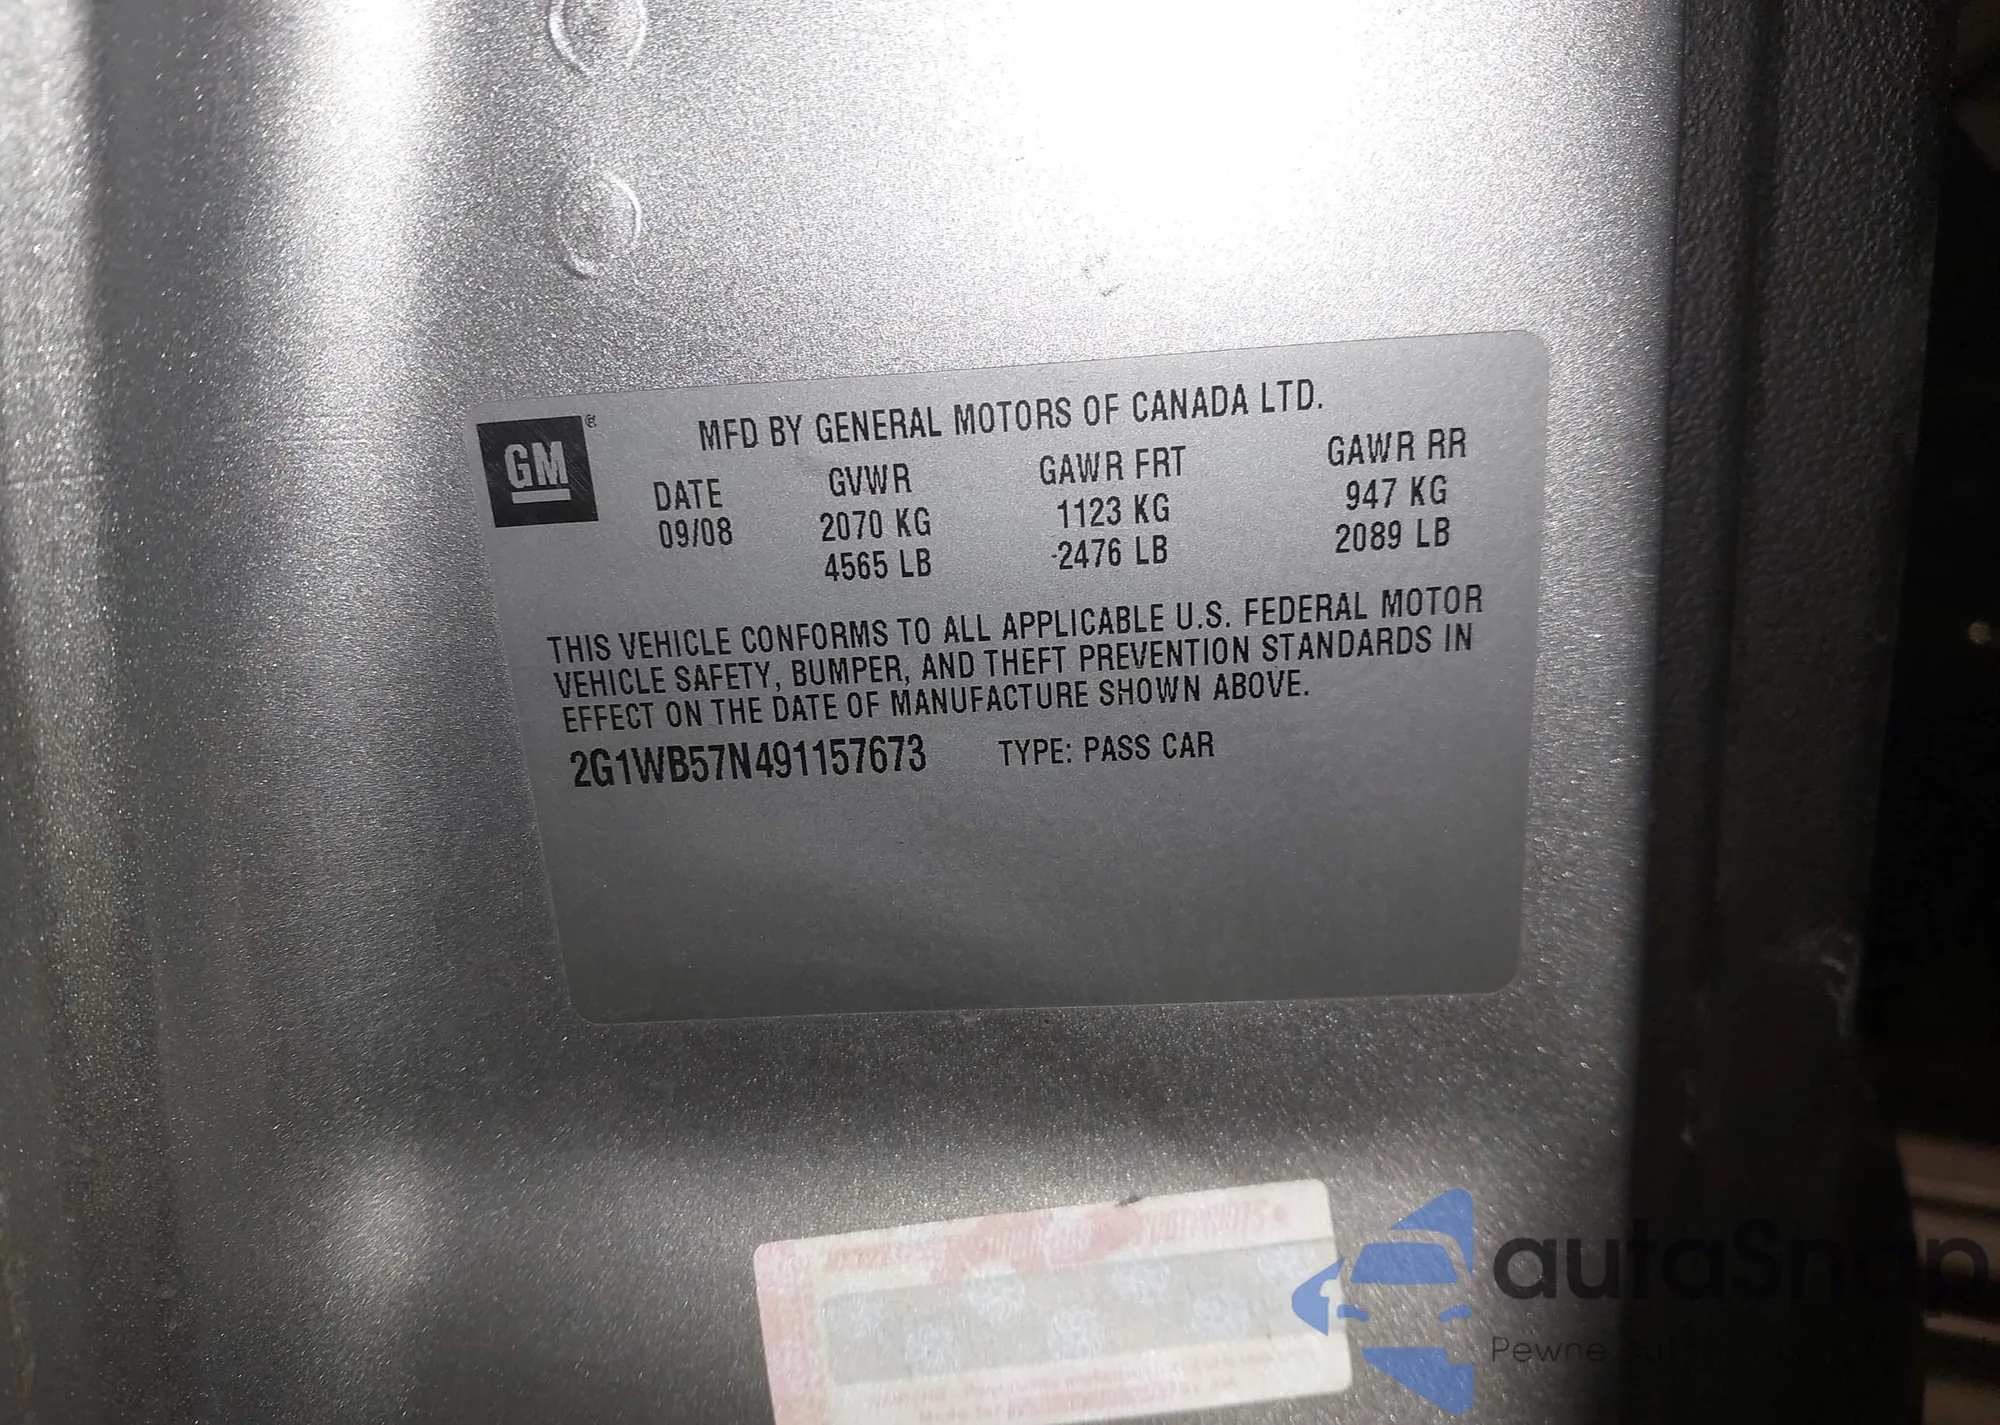 GM ®
MFD BY GENERAL MOTORS OF CANADA LTD.
DATE GVWR GAWR FRT GAWR RR
09/08 2070 KG 1123 KG 947 KG
4565 LB 2476 LB 2089 LB
THIS VEHICLE CONFORMS TO ALL APPLICABLE U.S. FEDERAL MOTOR
VEHICLE SAFETY, BUMPER, AND THEFT PREVENTION STANDARDS IN
EFFECT ON THE DATE OF MANUFACTURE SHOWN ABOVE.
2G1WB57N491157673 TYPE: PASS CAR
autaSnap
Pewne